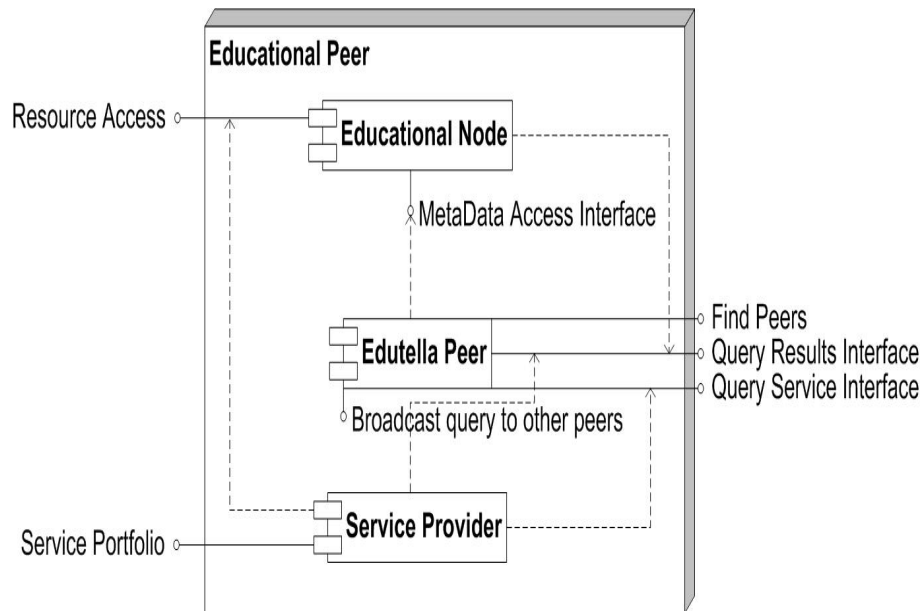 Educational Peer
Resource Access
Educational Node
MetaData Access Interface
Find Peers
Edutella Peer
Query Results Interface
Query Service Interface
Broadcast query to other peers
Service Provider
Service Portfolio